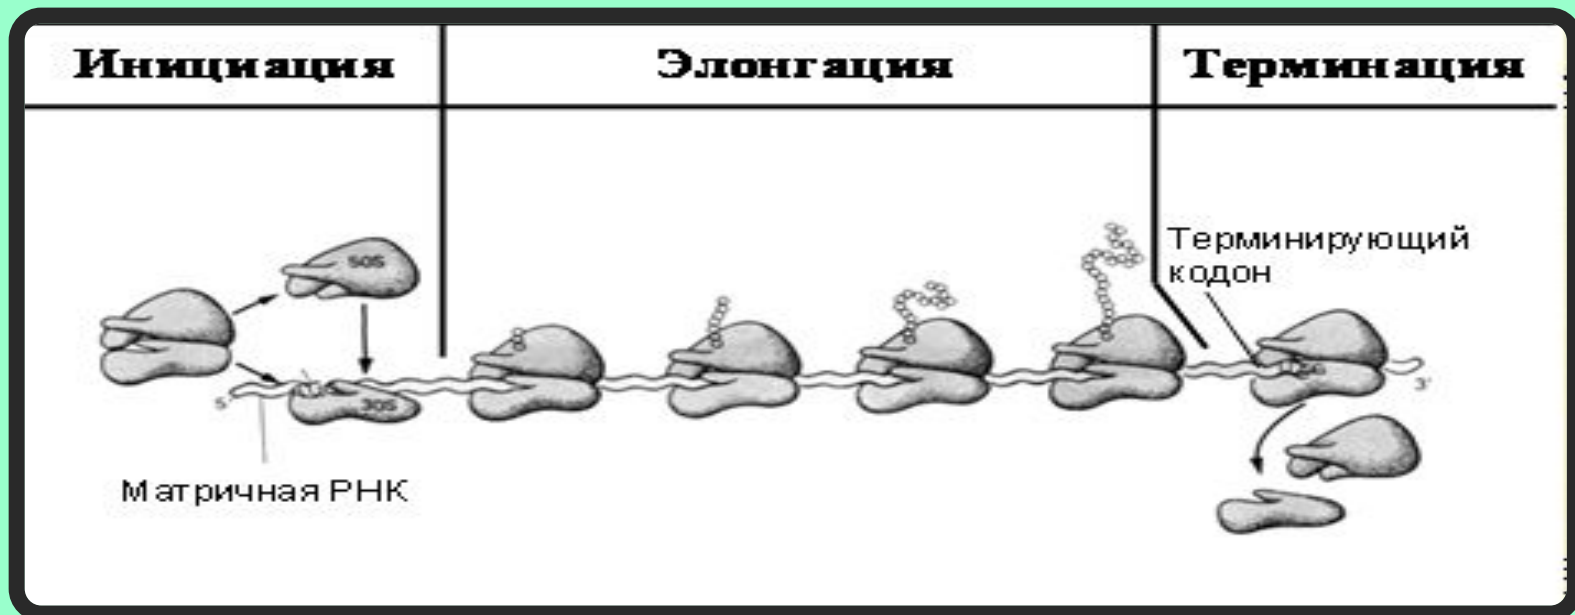 Инициация
Элонгация
Терминация
Терминирующий
кодон
50S
30S
5'
3'
Матричная РНК